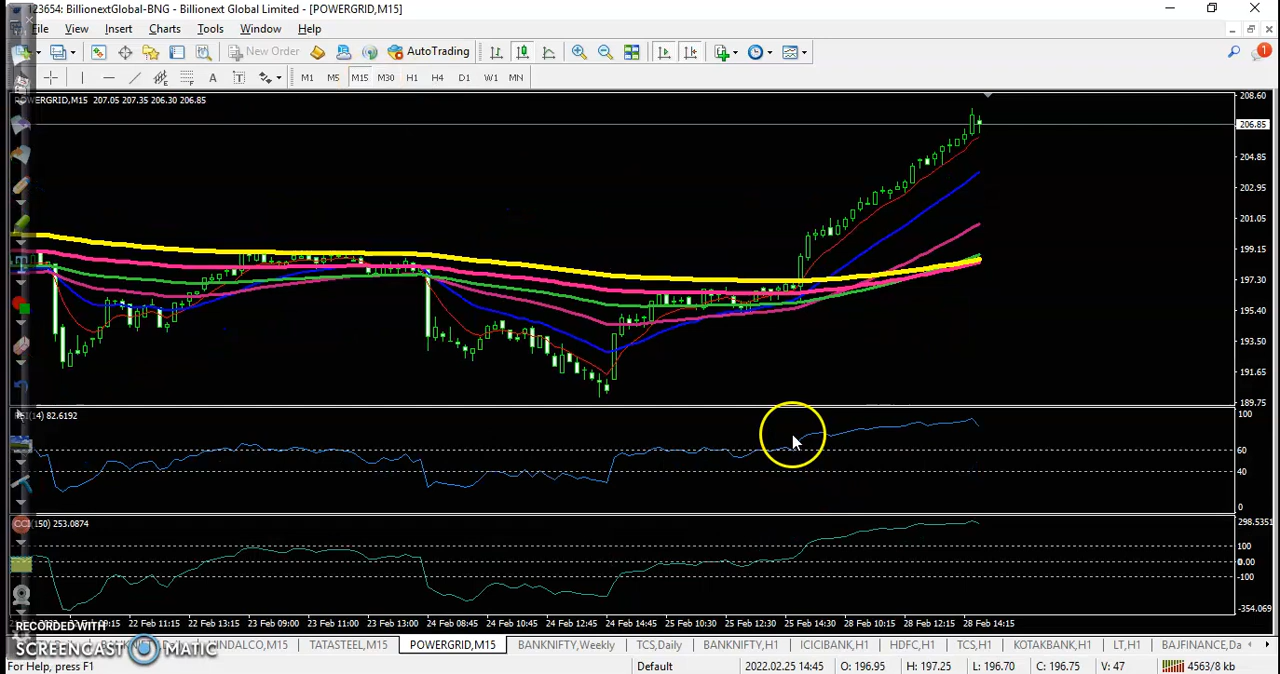 123654: BillionextGlobal-BNG - Billionext Global Limited - [POWERGRID,M15]
File View Insert Charts Tools Window Help
New Order AutoTrading
M1 M5 M15 M30 H1 H4 D1 W1 MN
POWERGRID,M15 207.05 207.35 206.30 206.85
208.60
206.85
204.85
202.95
201.05
199.15
197.30
195.40
193.50
191.65
189.75
RSI(14) 82.6192
100
60
40
0
CCI(150) 253.0874
298.5351
100
0.00
-100
-354.069
22 Feb 11:15 22 Feb 13:15 23 Feb 09:00 23 Feb 11:00 23 Feb 13:00 24 Feb 08:45 24 Feb 10:45 24 Feb 12:45 24 Feb 14:45 25 Feb 10:30 25 Feb 12:30 25 Feb 14:30 28 Feb 10:15 28 Feb 12:15 28 Feb 14:15
RECORDED WITH
SCREENCAST MATIC
TATASTEEL,M15 POWERGRID,M15 BANKNIFTY,Weekly TCS,Daily BANKNIFTY,H1 ICICIBANK,H1 HDFC,H1 TCS,H1 KOTAKBANK,H1 LT,H1 BAJFINANCE,Da
For Help, press F1 Default 2022.02.25 14:45 O: 196.95 H: 197.25 L: 196.70 C: 196.75 V: 47 4563/8 kb